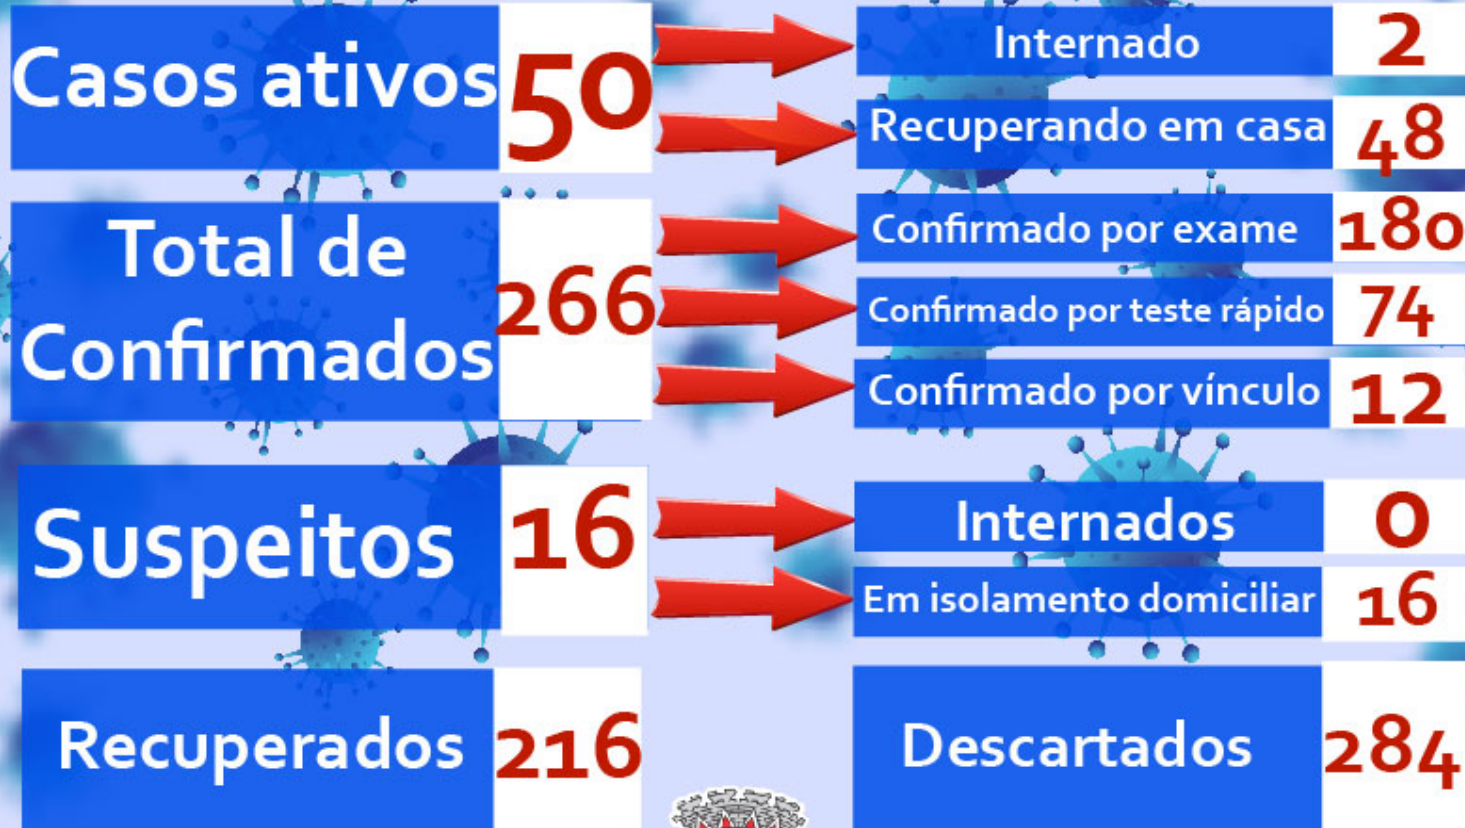 Casos ativos 50
Internado 2
Recuperando em casa 48
Total de
Confirmados 266
Confirmado por exame 180
Confirmado por teste rápido 74
Confirmado por vínculo 12
Suspeitos 16
Internados 0
Em isolamento domiciliar 16
Recuperados 216
Descartados 284